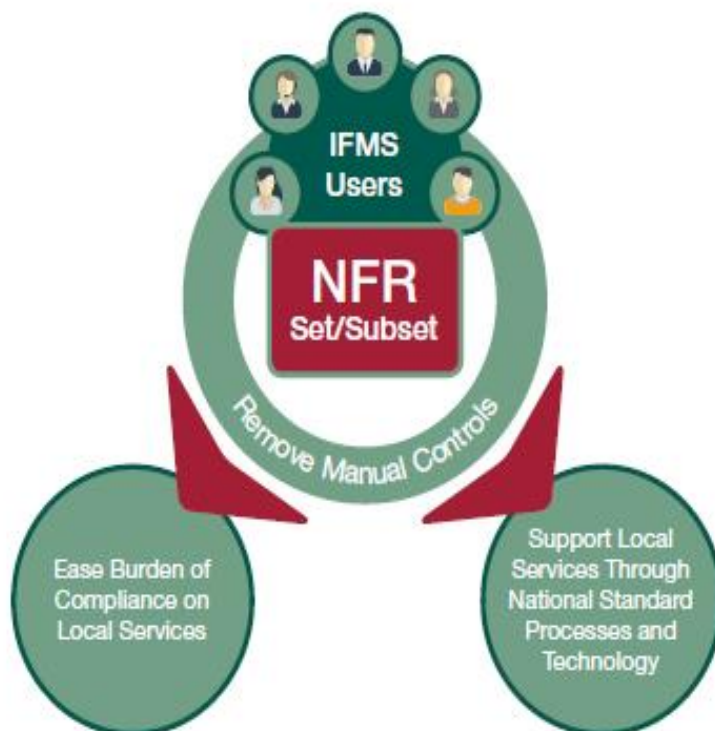 IFMS
Users
NFR
Set/Subset
Remove Manual Controls
Ease Burden of
Compliance on
Local Services
Support Local
Services Through
National Standard
Processes and
Technology